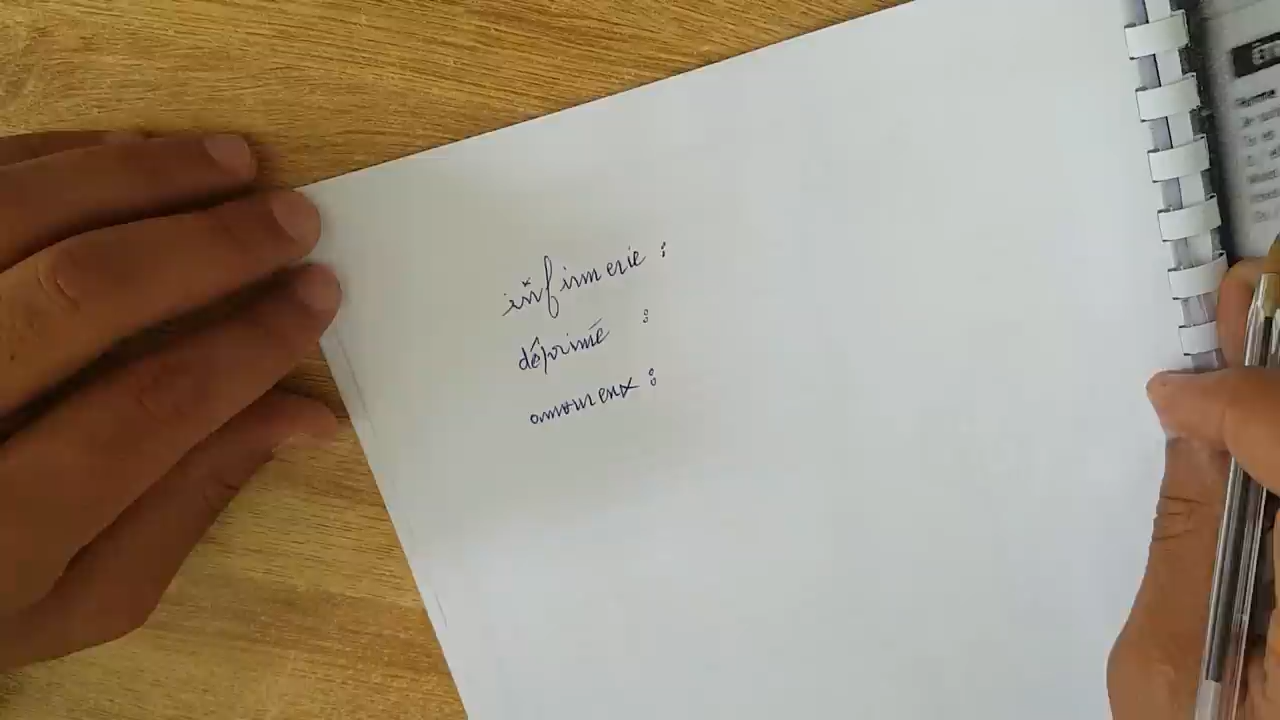 infirmerie :
déprimé :
amoureux :